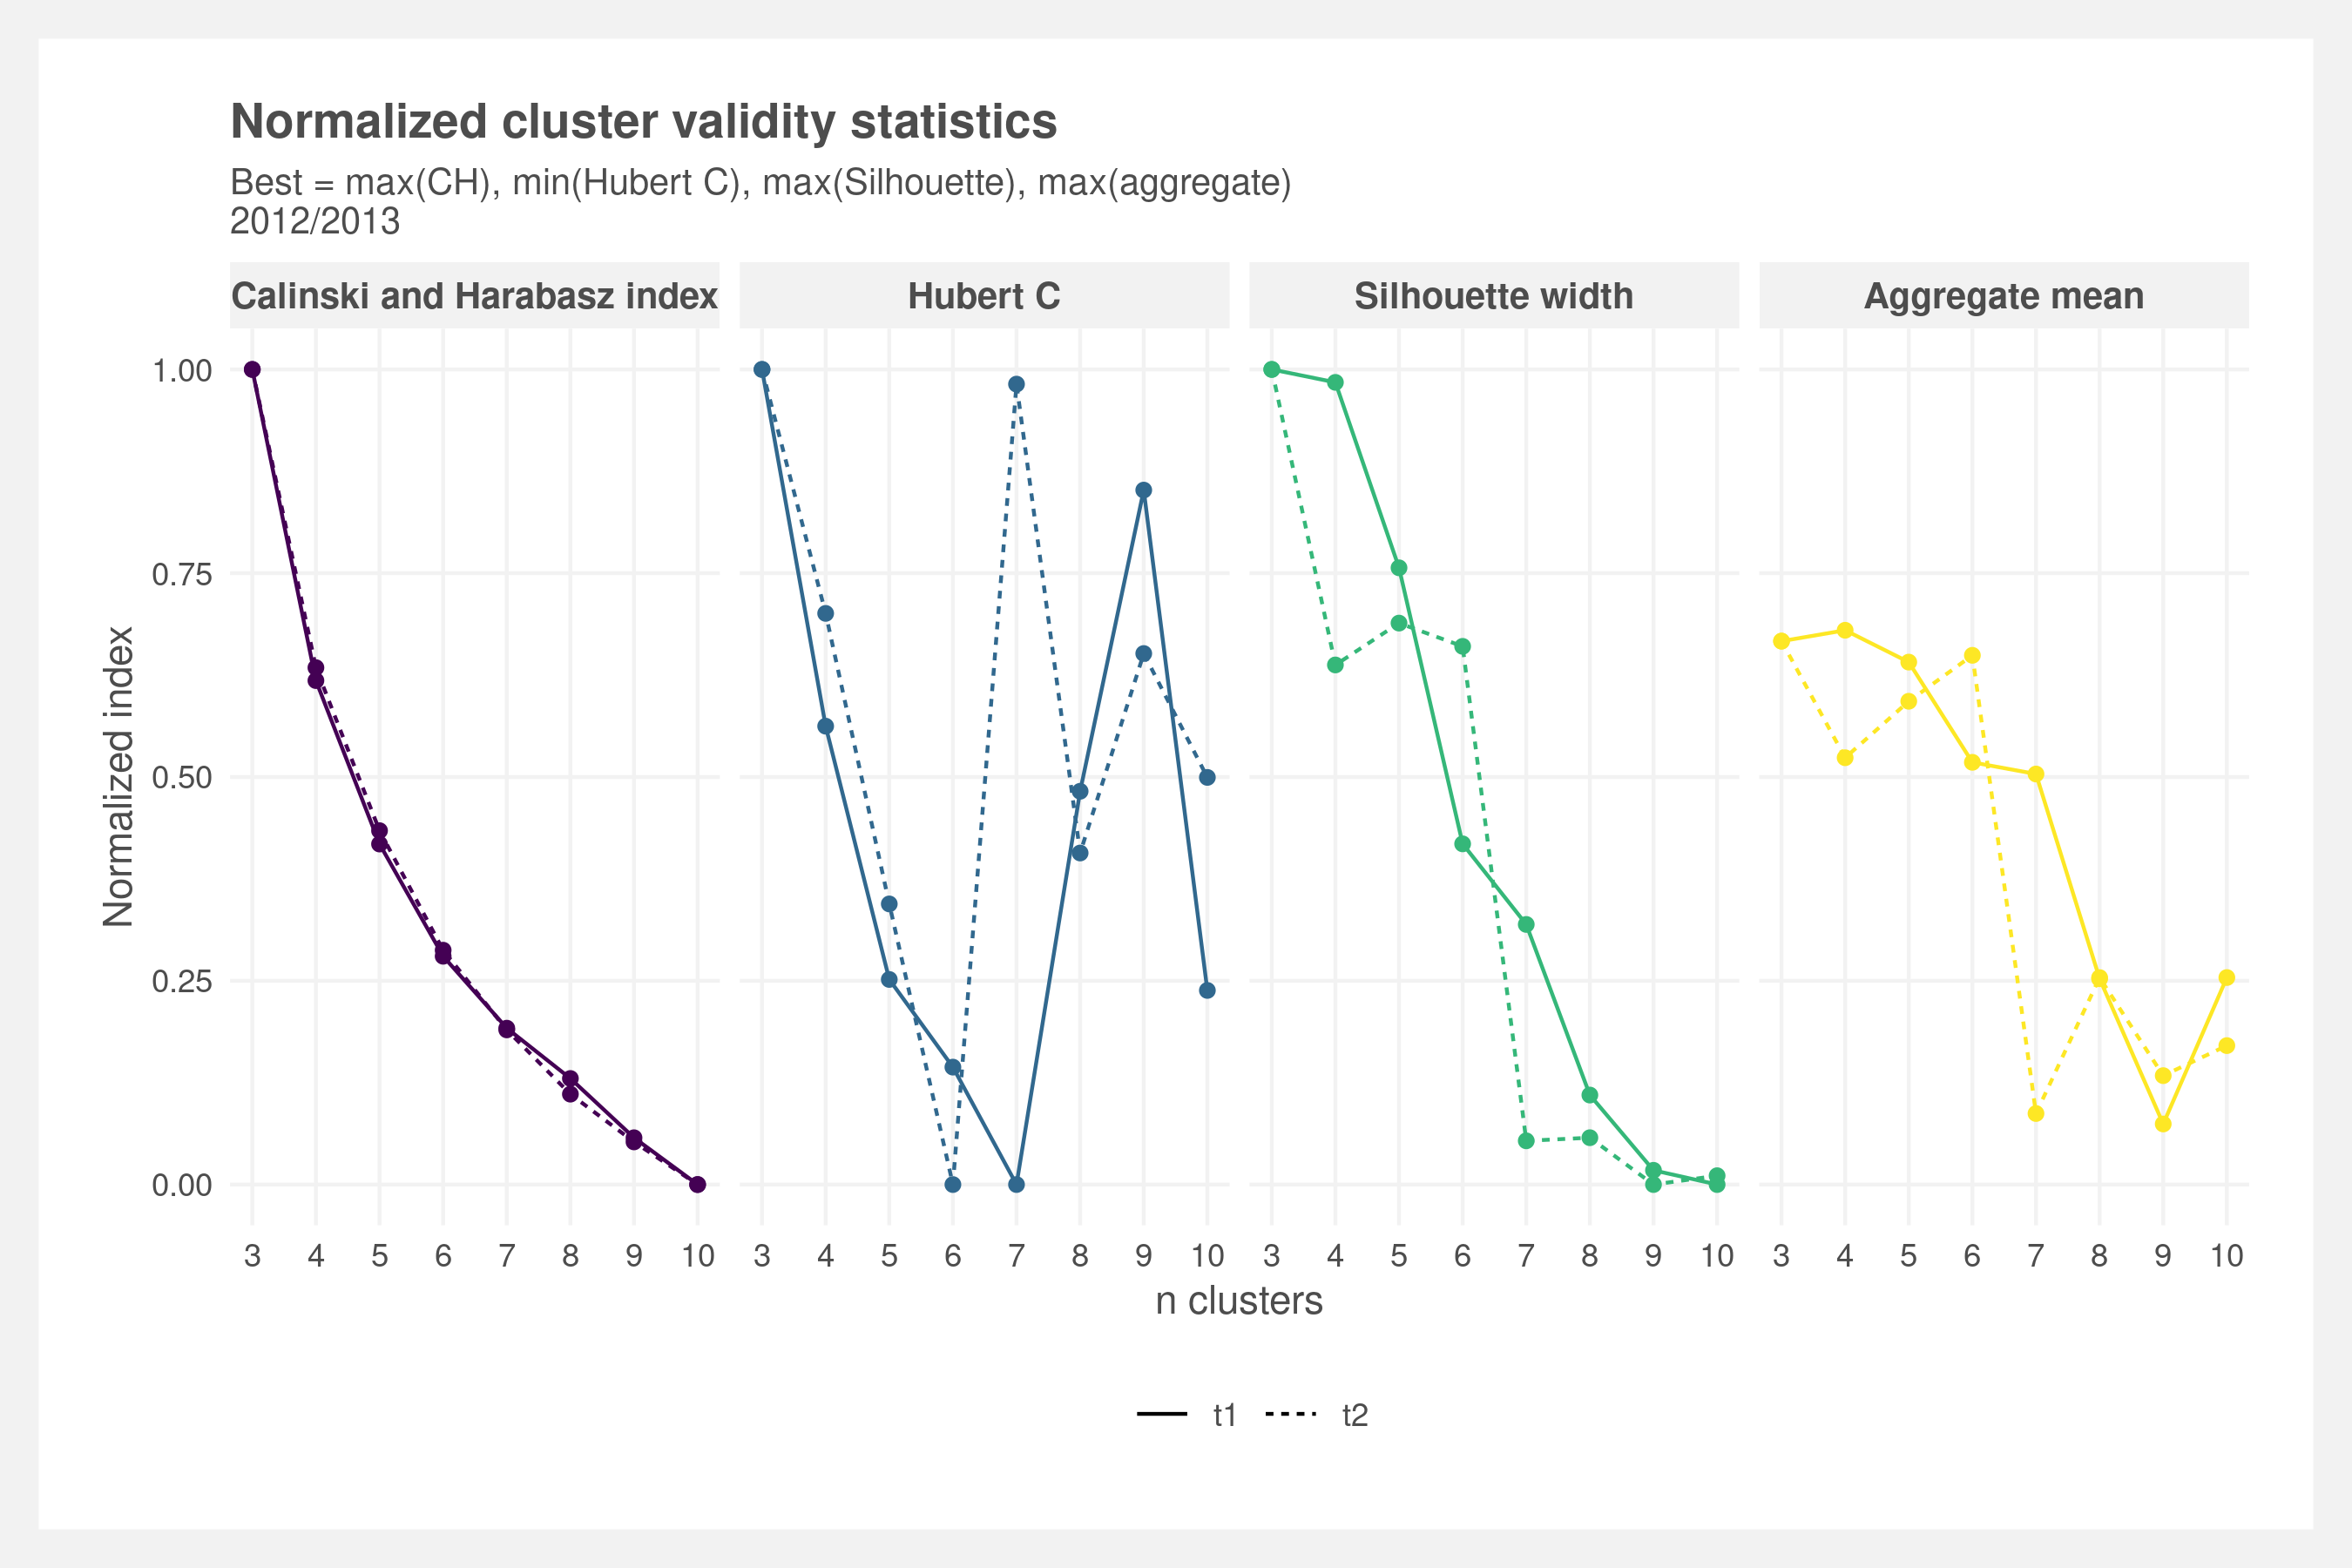 Normalized cluster validity statistics
Best = max(CH), min(Hubert C), max(Silhouette), max(aggregate)
2012/2013
Calinski and Harabasz index Hubert C Silhouette width Aggregate mean
Normalized index
1.00
0.75
0.50
0.25
0.00
3 4 5 6 7 8 9 10 3 4 5 6 7 8 9 10 3 4 5 6 7 8 9 10 3 4 5 6 7 8 9 10
n clusters
t1 t2